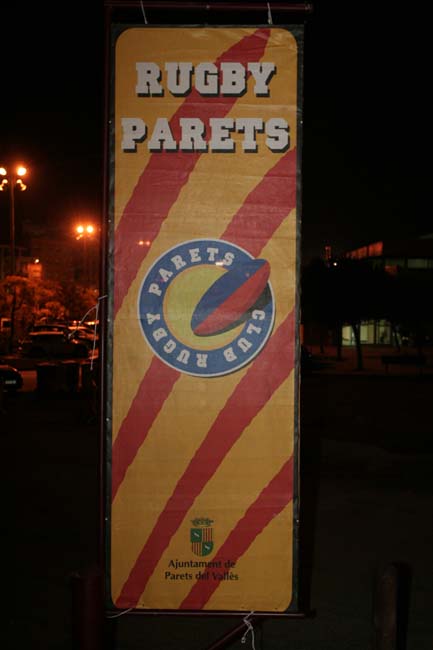 RUGBY
PARETS
PARETS
CLUB RUGBY
Ajuntament de
Parets del Vallès